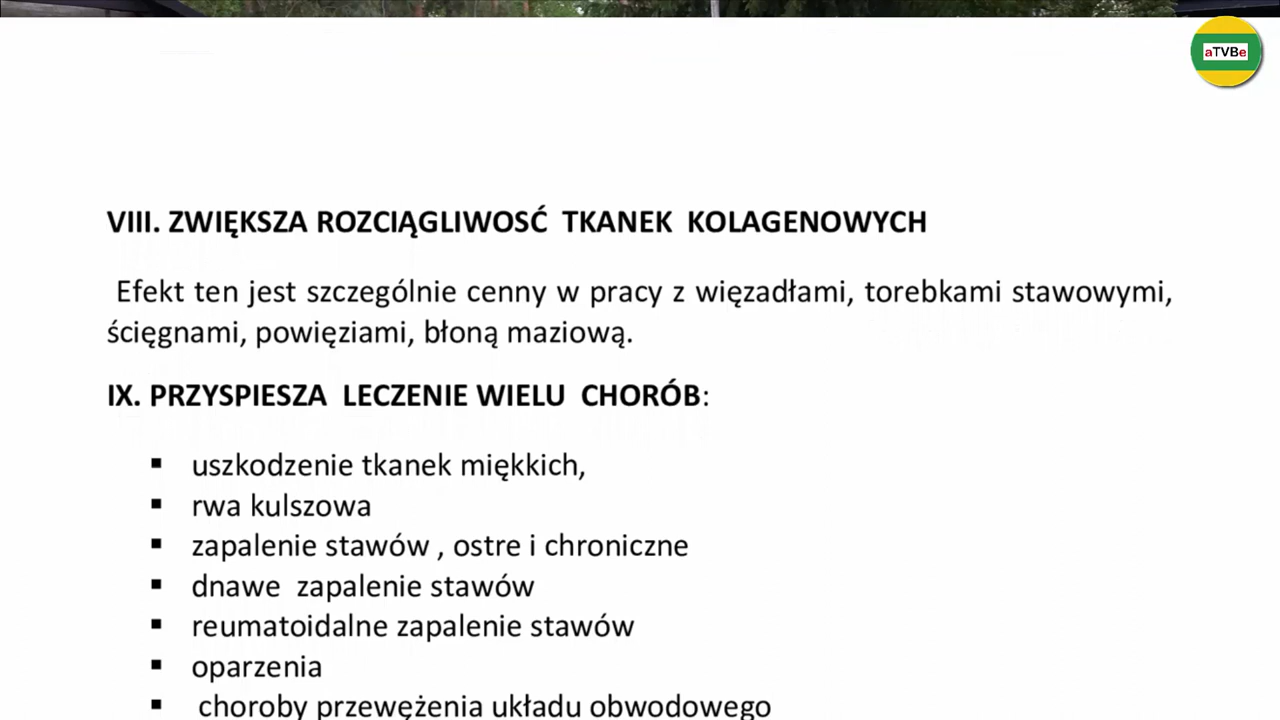 aTVBe
VIII. ZWIĘKSZA ROZCIĄGLIWOSĆ TKANEK KOLAGENOWYCH
Efekt ten jest szczególnie cenny w pracy z więzadłami, torebkami stawowymi,
ścięgnami, powięziami, błoną maziową.
IX. PRZYSPIESZA LECZENIE WIELU CHORÓB:
▪ uszkodzenie tkanek miękkich,
▪ rwa kulszowa
▪ zapalenie stawów , ostre i chroniczne
▪ dnawe zapalenie stawów
▪ reumatoidalne zapalenie stawów
▪ oparzenia
▪ choroby przewężenia układu obwodowego